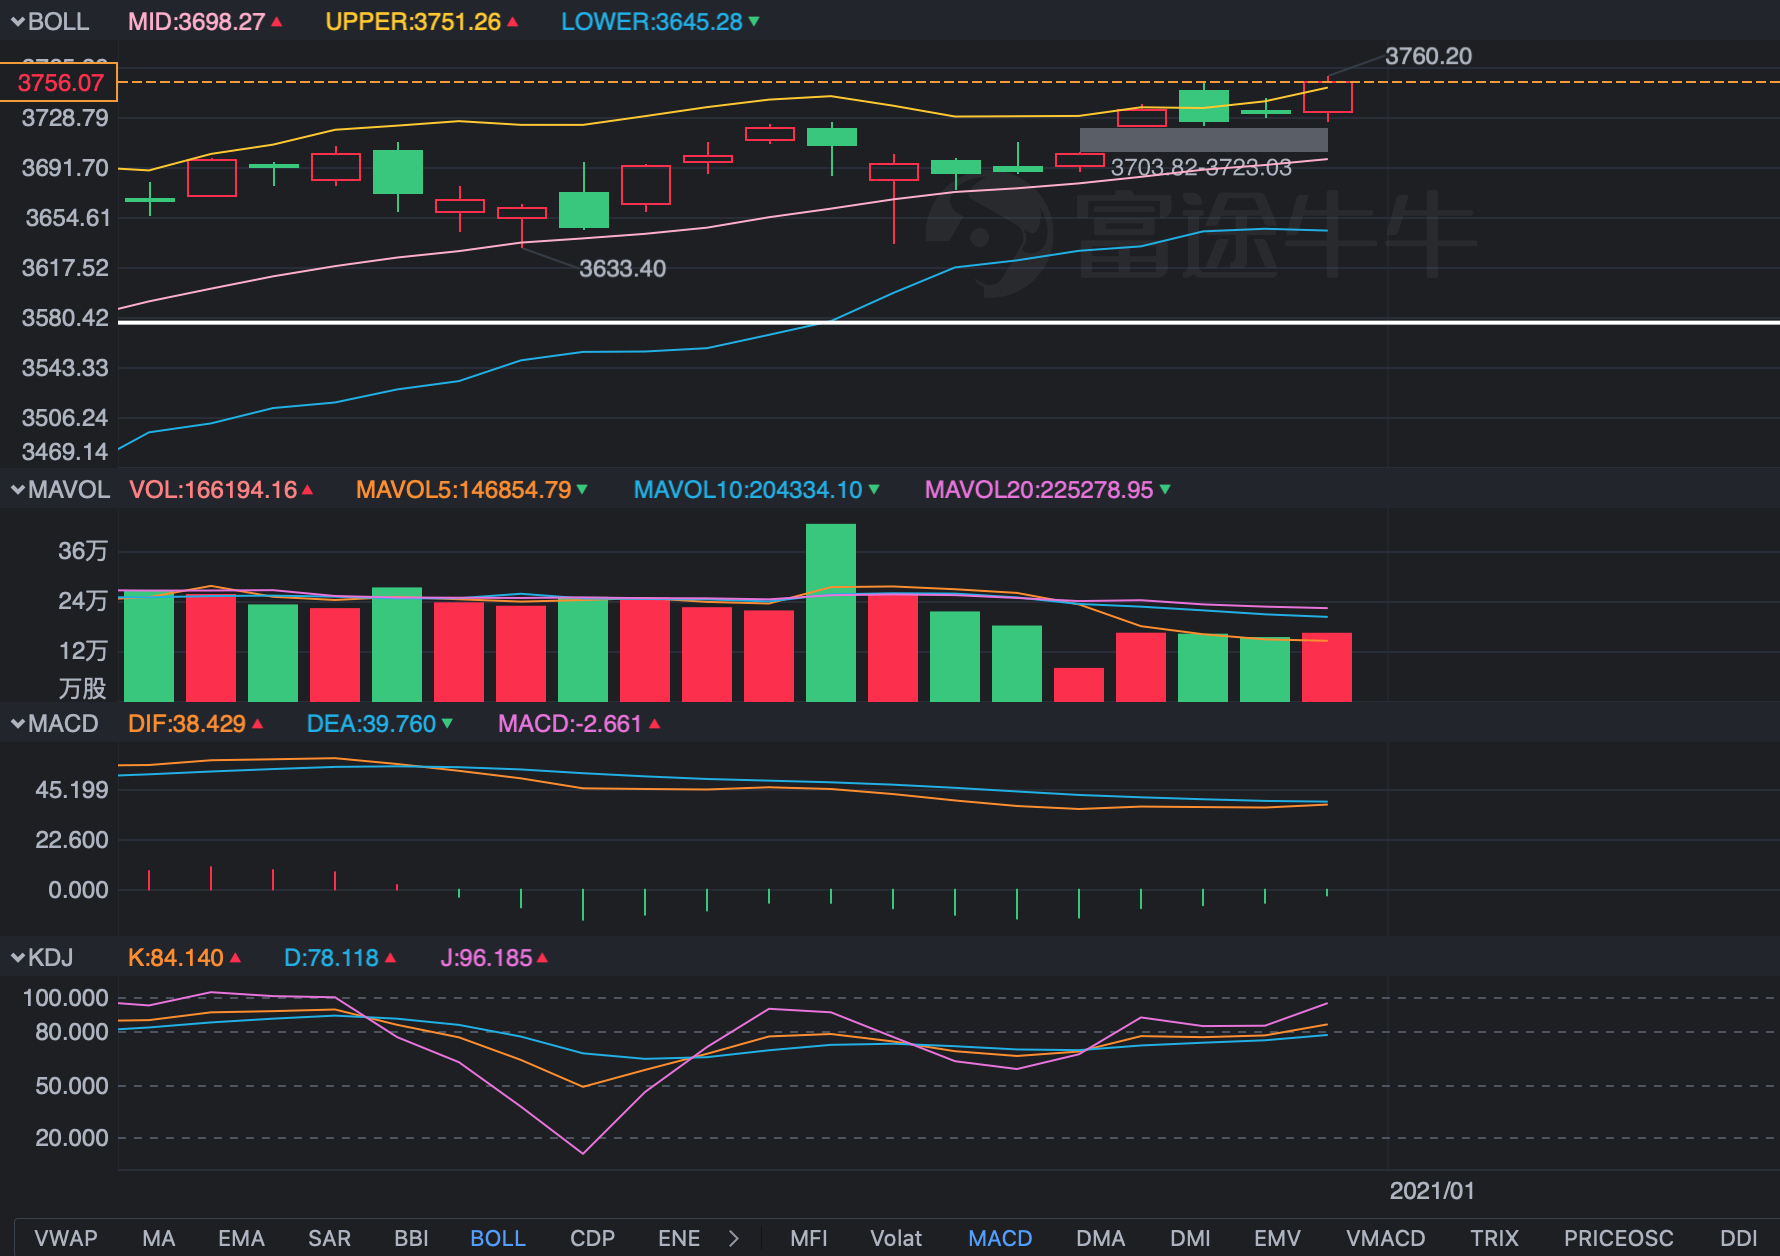 BOLL MID:3698.27 UPPER:3751.26 LOWER:3645.28
3760.20
3756.07
3728.79
3691.70 3703.82-3723.03
3654.61 富途牛牛
3617.52 3633.40
3580.42
3543.33
3506.24
3469.14
MAVOL VOL:166194.16 MAVOL5:146854.79 MAVOL10:204334.10 MAVOL20:225278.95
36万
24万
12万
万股
MACD DIF:38.429 DEA:39.760 MACD:-2.661
45.199
22.600
0.000
KDJ K:84.140 D:78.118 J:96.185
100.000
80.000
50.000
20.000
2021/01
VWAP MA EMA SAR BBI BOLL CDP ENE MFI Volat MACD DMA DMI EMV VMACD TRIX PRICEOSC DDI